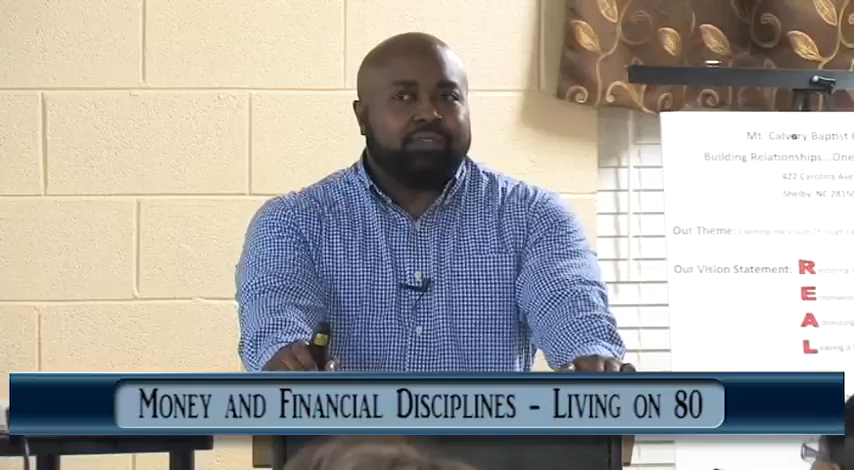 Mt. Calvary Baptist
Building Relationships...One
422 Carolina Ave
Shelby, NC 2815
Our Theme:
Our Vision Statement:
R
E
A
L
Money and Financial Disciplines - Living on 80